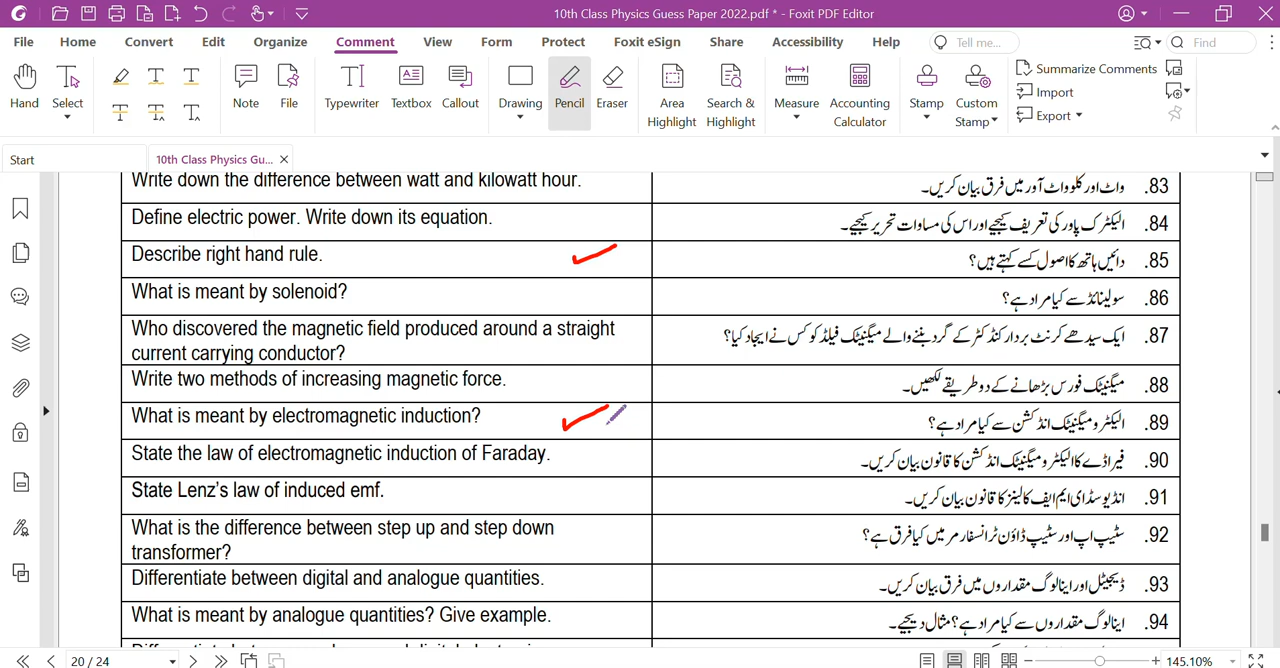 10th Class Physics Guess Paper 2022.pdf * - Foxit PDF Editor
File Home Convert Edit Organize Comment View Form Protect Foxit eSign Share Accessibility Help Tell me... Find
Hand Select Note File Typewriter Textbox Callout Drawing Pencil Eraser Area Highlight Search & Highlight Measure Accounting Calculator Stamp Custom Stamp
Summarize Comments
Import
Export
Start 10th Class Physics Gu...
Write down the difference between watt and kilowatt hour. واٹ اور کلو واٹ آور میں فرق بیان کریں۔ .83
Define electric power. Write down its equation. الیکٹرک پاور کی تعریف کیجیے اور اس کی مساوات تحریر کیجیے۔ .84
Describe right hand rule. دائیں ہاتھ کا اصول کسے کہتے ہیں؟ .85
What is meant by solenoid? سولینائڈ سے کیا مراد ہے؟ .86
Who discovered the magnetic field produced around a straight
current carrying conductor? ایک سیدھے کرنٹ بردار کنڈکٹر کے گرد بننے والے میگنیٹک فیلڈ کو کس نے ایجاد کیا؟ .87
Write two methods of increasing magnetic force. میگنیٹک فورس بڑھانے کے دو طریقے لکھیں۔ .88
What is meant by electromagnetic induction? الیکٹرو میگنیٹک انڈکشن سے کیا مراد ہے؟ .89
State the law of electromagnetic induction of Faraday. فیراڈے کا الیکٹرو میگنیٹک انڈکشن کا قانون بیان کریں۔ .90
State Lenz’s law of induced emf. انڈیوسڈ ای ایم ایف کا لینز کا قانون بیان کریں۔ .91
What is the difference between step up and step down
transformer? سٹیپ اپ اور سٹیپ ڈاؤن ٹرانسفارمر میں کیا فرق ہے؟ .92
Differentiate between digital and analogue quantities. ڈیجیٹل اور اینالوگ مقداروں میں فرق بیان کریں۔ .93
What is meant by analogue quantities? Give example. اینالوگ مقداروں سے کیا مراد ہے؟ مثال دیجیے۔ .94
20 / 24 145.10%